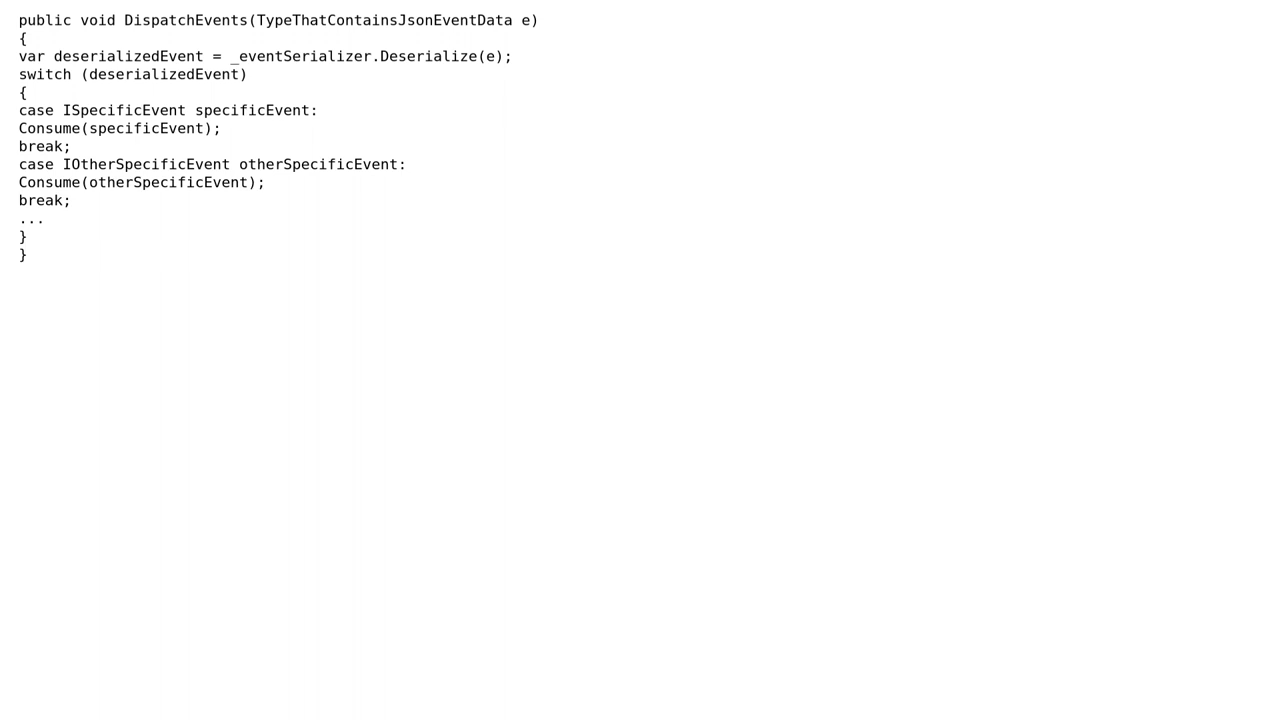 public void DispatchEvents(TypeThatContainsJsonEventData e)
{
var deserializedEvent = _eventSerializer.Deserialize(e);
switch (deserializedEvent)
{
case ISpecificEvent specificEvent:
Consume(specificEvent);
break;
case IOtherSpecificEvent otherSpecificEvent:
Consume(otherSpecificEvent);
break;
...
}
}